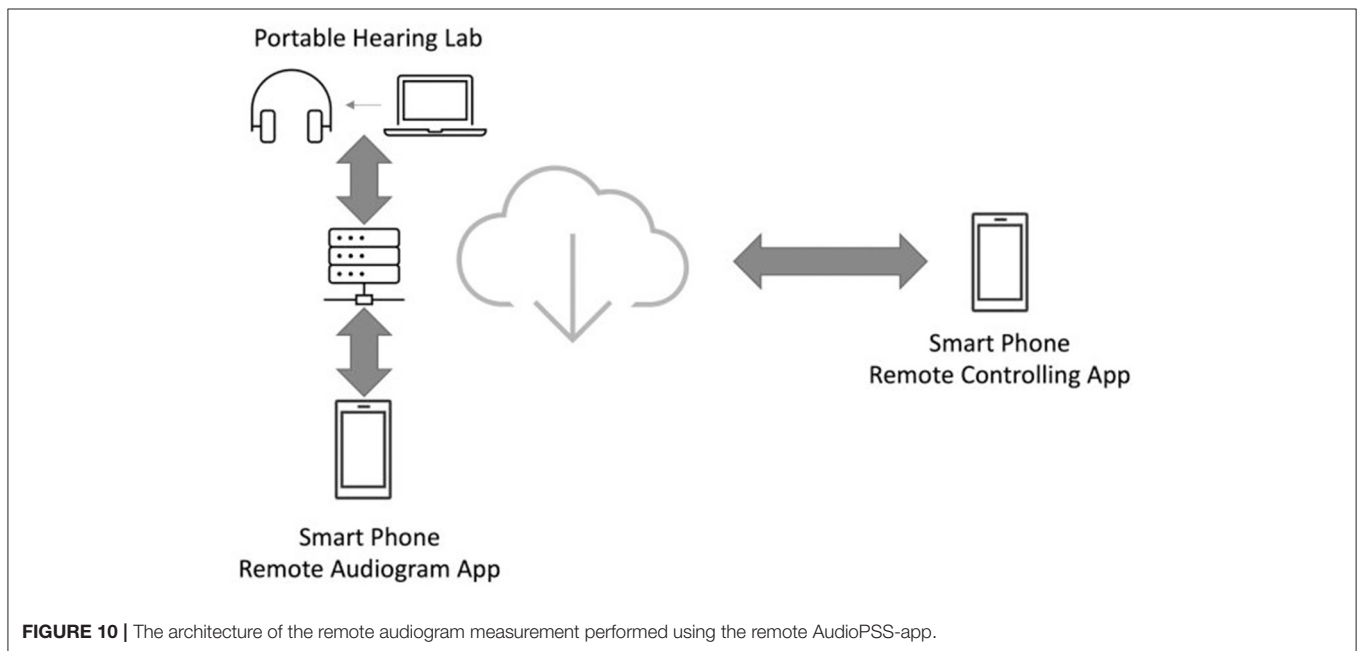 Portable Hearing Lab
Smart Phone
Remote Controlling App
Smart Phone
Remote Audiogram App
FIGURE 10 | The architecture of the remote audiogram measurement performed using the remote AudioPSS-app.